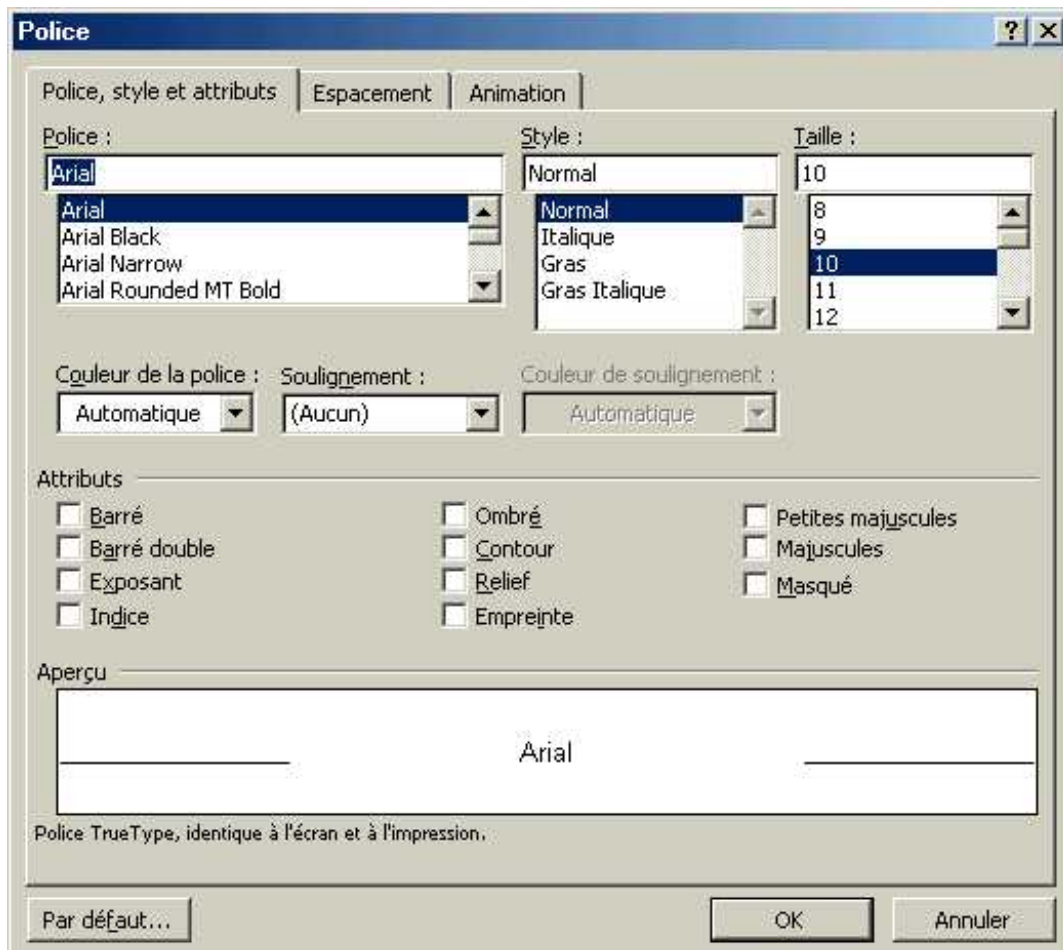 Police
Police, style et attributs Espacement Animation
Police : Style : Taille :
Arial Normal 10
Arial Normal 8
Arial Black Italique 9
Arial Narrow Gras 10
Arial Rounded MT Bold Gras Italique 11
12
Couleur de la police : Soulignement : Couleur de soulignement :
Automatique (Aucun) Automatique
Attributs
Barré Ombré Petites majuscules
Barré double Contour Majuscules
Exposant Relief Masqué
Indice Empreinte
Aperçu
Arial
Police TrueType, identique à l'écran et à l'impression.
Par défaut... OK Annuler